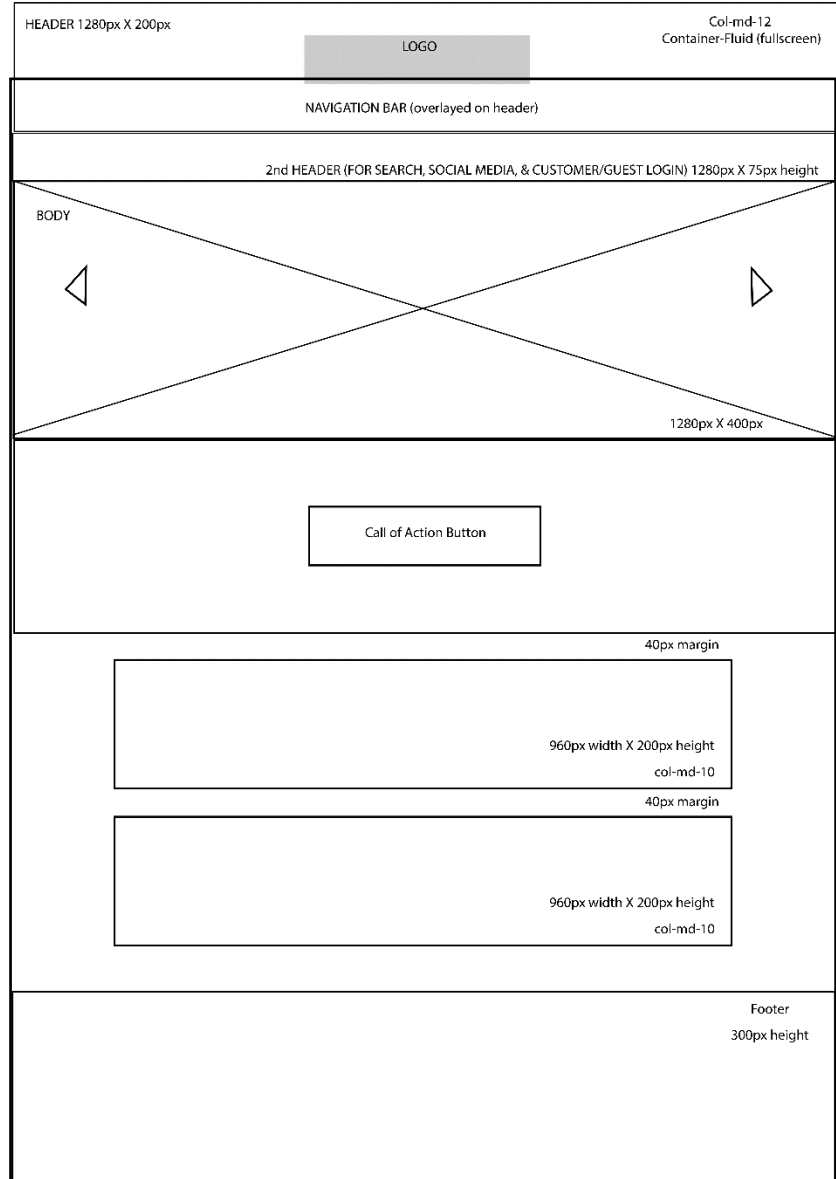 HEADER 1280px X 200px
Col-md-12
Container-Fluid (fullscreen)
LOGO
NAVIGATION BAR (overlayed on header)
2nd HEADER (FOR SEARCH, SOCIAL MEDIA, & CUSTOMER/GUEST LOGIN) 1280px X 75px height
BODY
1280px X 400px
Call of Action Button
40px margin
960px width X 200px height
col-md-10
40px margin
960px width X 200px height
col-md-10
Footer
300px height